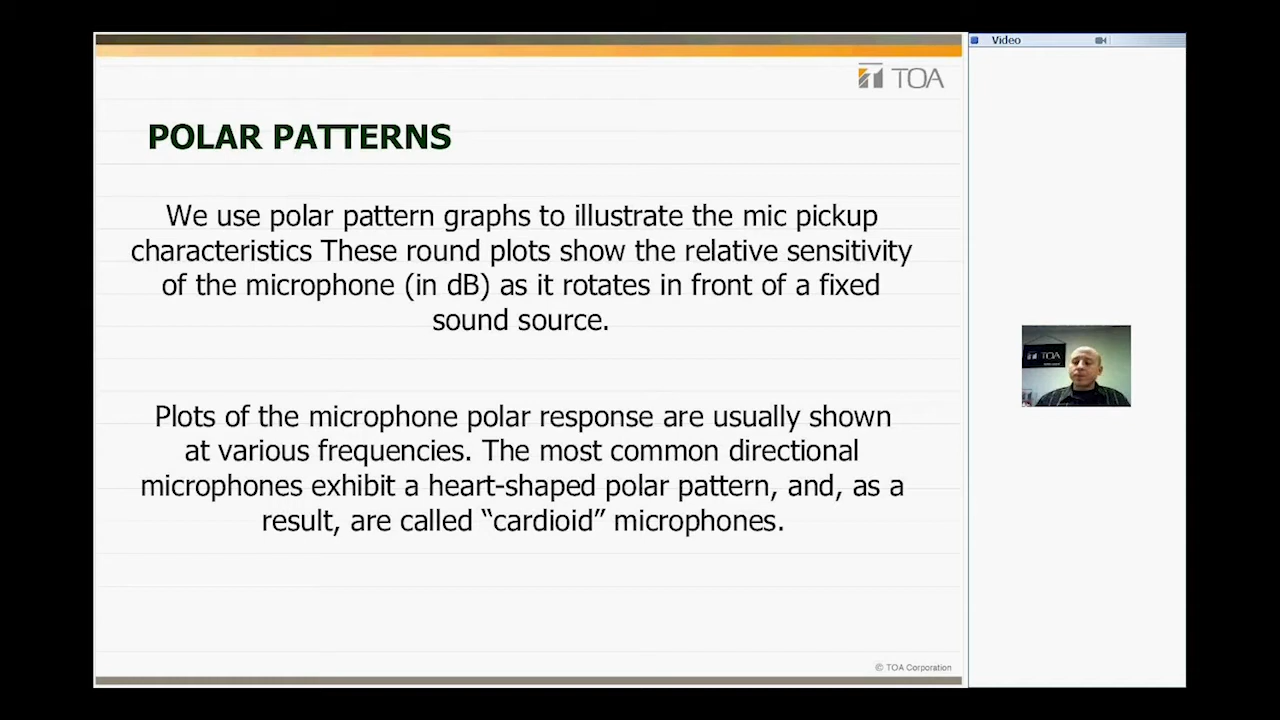 Video
TOA
POLAR PATTERNS
We use polar pattern graphs to illustrate the mic pickup
characteristics These round plots show the relative sensitivity
of the microphone (in dB) as it rotates in front of a fixed
sound source.
Plots of the microphone polar response are usually shown
at various frequencies. The most common directional
microphones exhibit a heart-shaped polar pattern, and, as a
result, are called “cardioid” microphones.
TOA
© TOA Corporation